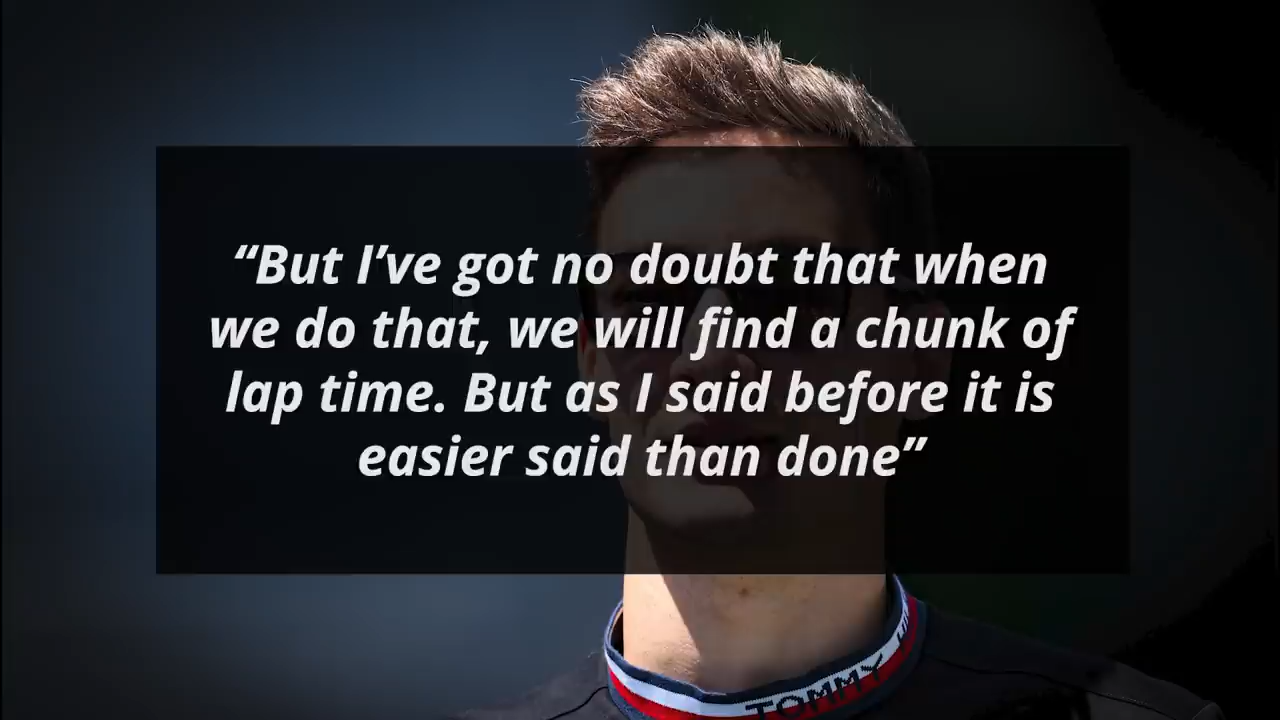 “But I’ve got no doubt that when
we do that, we will find a chunk of
lap time. But as I said before it is
easier said than done”
TOMMY